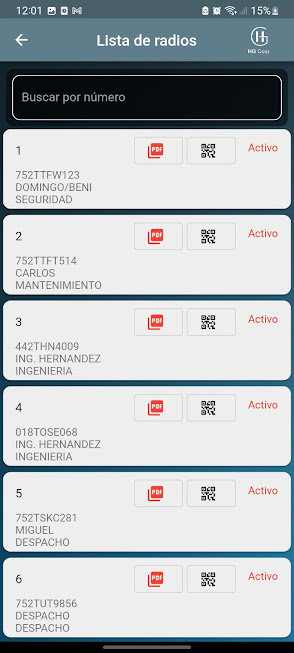 12:01
15%
Lista de radios
HG Corp.
Buscar por número
1
PDF
Activo
752TTFW123
DOMINGO/BENI
SEGURIDAD
2
PDF
Activo
752TTFT514
CARLOS
MANTENIMIENTO
3
PDF
Activo
442THN4009
ING. HERNANDEZ
INGENIERIA
4
PDF
Activo
018TOSE068
ING. HERNANDEZ
INGENIERIA
5
PDF
Activo
752TSKC281
MIGUEL
DESPACHO
6
PDF
Activo
752TUT9856
DESPACHO
DESPACHO